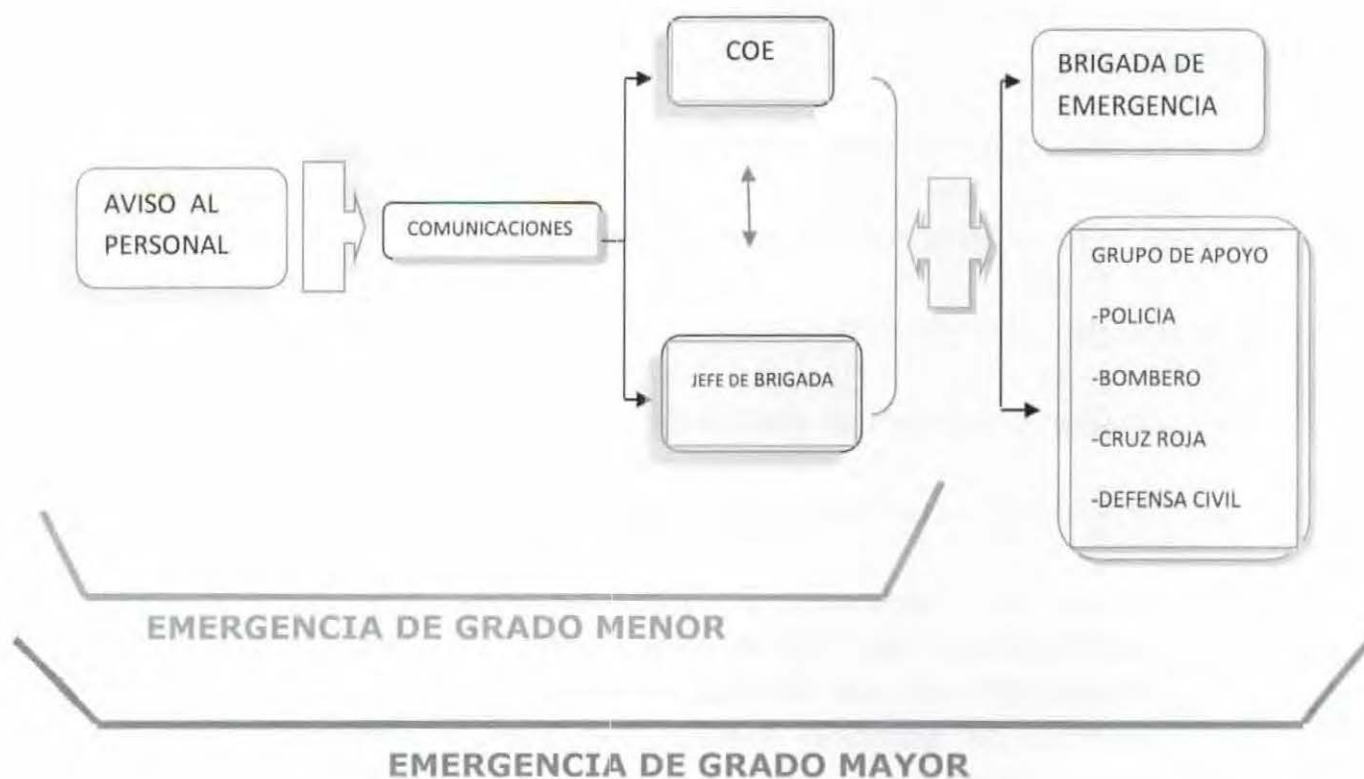 COE
BRIGADA DE
EMERGENCIA
AVISO AL
PERSONAL
COMUNICACIONES
JEFE DE BRIGADA
GRUPO DE APOYO
-POLICIA
-BOMBERO
-CRUZ ROJA
-DEFENSA CIVIL
EMERGENCIA DE GRADO MENOR
EMERGENCIA DE GRADO MAYOR